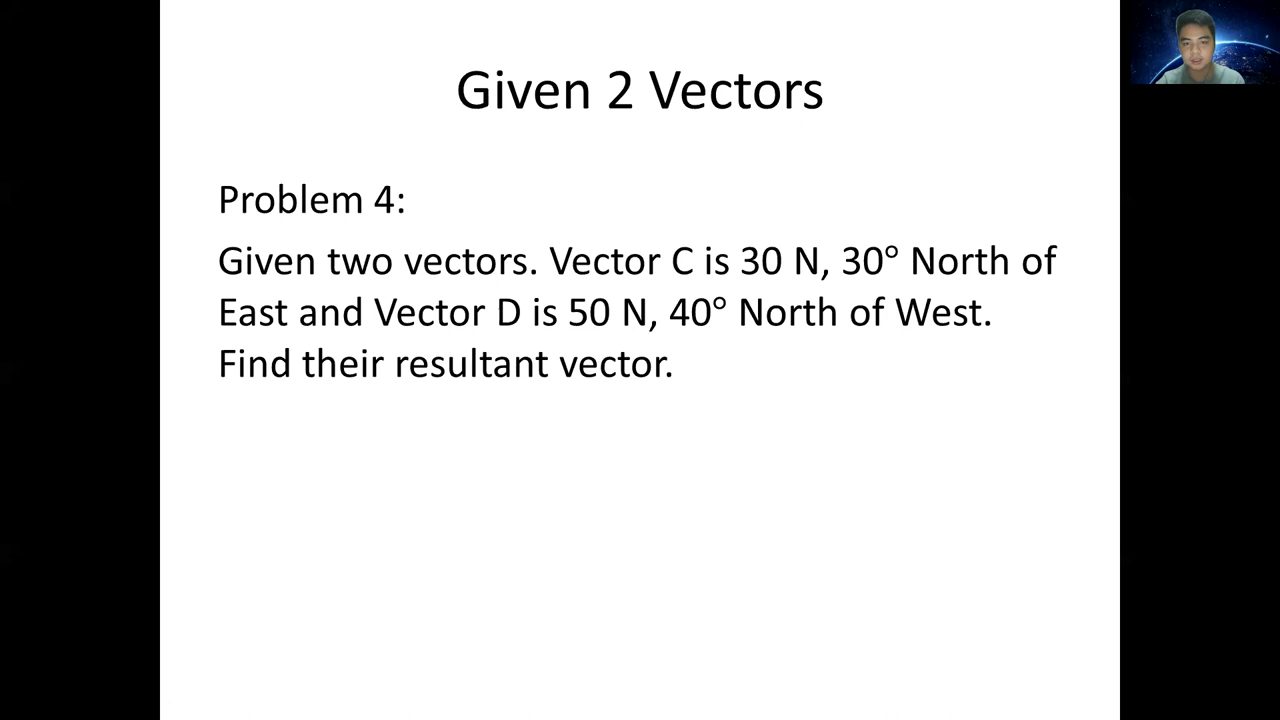 Given 2 Vectors
Problem 4:
Given two vectors. Vector C is 30 N, 30° North of
East and Vector D is 50 N, 40° North of West.
Find their resultant vector.